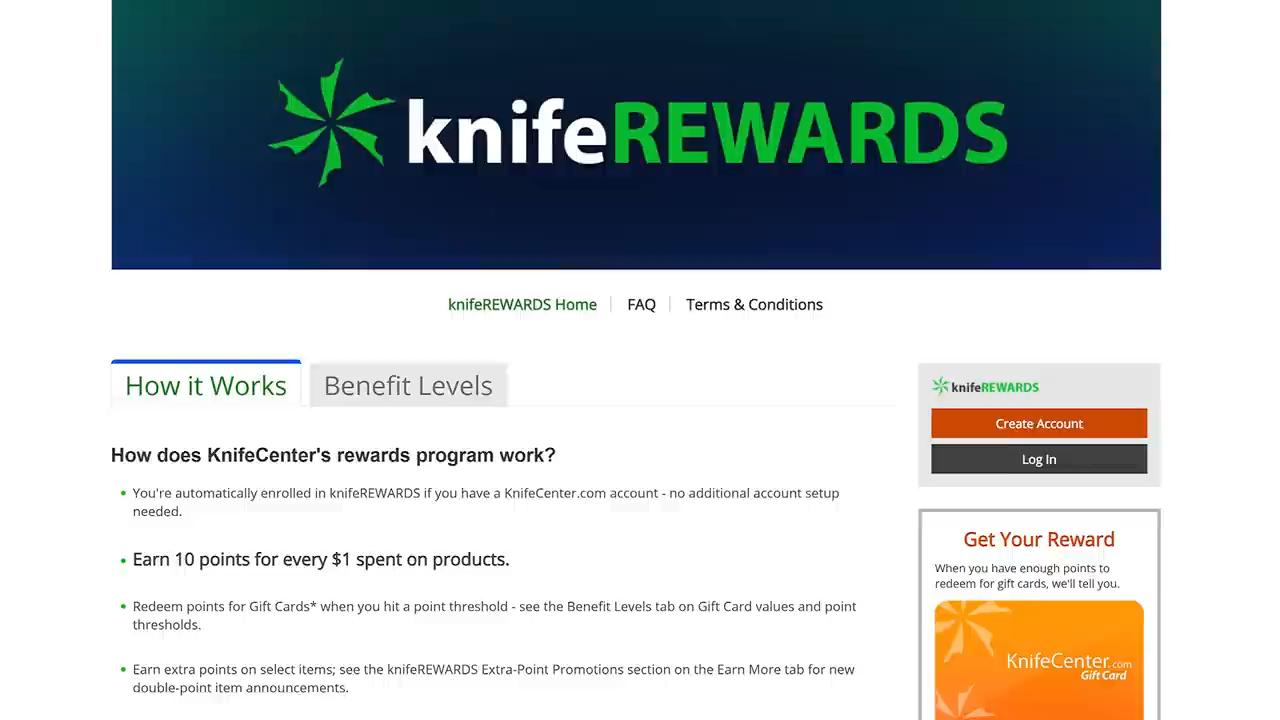 knifeREWARDS
knifeREWARDS Home
FAQ
Terms & Conditions
How it Works
Benefit Levels
How does KnifeCenter's rewards program work?
You're automatically enrolled in knifeREWARDS if you have a KnifeCenter.com account - no additional account setup
needed.
Earn 10 points for every $1 spent on products.
Redeem points for Gift Cards* when you hit a point threshold - see the Benefit Levels tab on Gift Card values and point
thresholds.
Earn extra points on select items; see the knifeREWARDS Extra-Point Promotions section on the Earn More tab for new
double-point item announcements.
knifeREWARDS
Create Account
Log In
Get Your Reward
When you have enough points to
redeem for gift cards, we'll tell you.
KnifeCenter.com
Gift Card